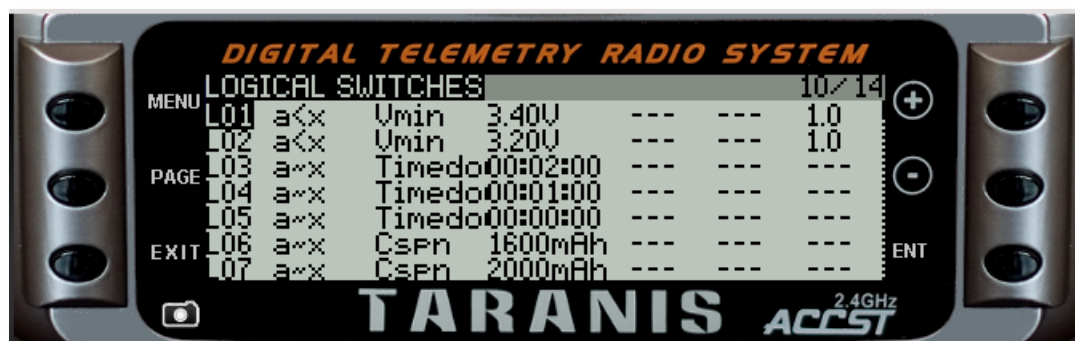 DIGITAL TELEMETRY RADIO SYSTEM
MENU
LOGICAL SWITCHES 10/14
L01 a<x Vmin 3.40V --- --- 1.0
L02 a<x Vmin 3.20V --- --- 1.0
PAGE
L03 a~x Timedo00:02:00 --- --- ---
L04 a~x Timedo00:01:00 --- --- ---
L05 a~x Timedo00:00:00 --- --- ---
EXIT
L06 a~x Cspn 1600mAh --- --- ---
L07 a~x Cspn 2000mAh --- --- ---
+
-
ENT
TARANIS
2.4GHz
ACCST